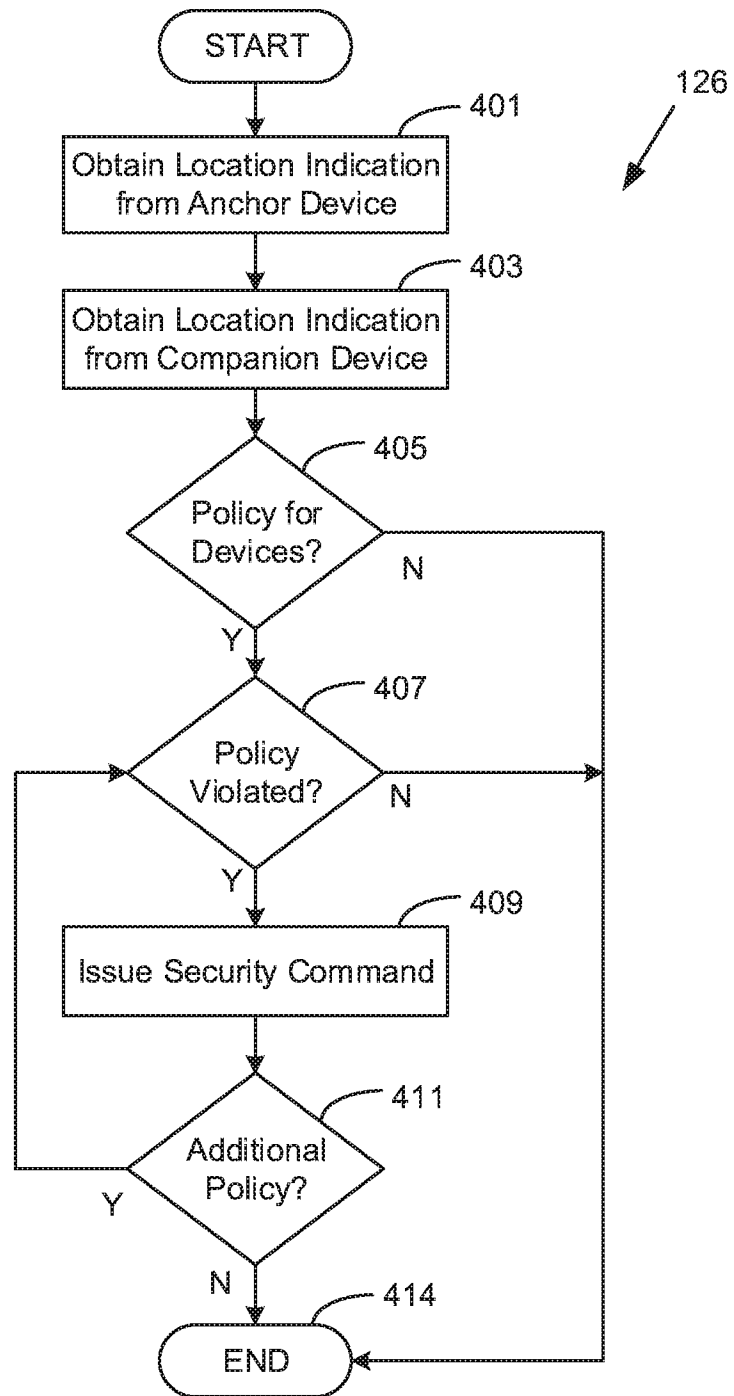 START
126
401
Obtain Location Indication
from Anchor Device
403
Obtain Location Indication
from Companion Device
405
Policy for
Devices?
N
Y
407
Policy
Violated?
N
Y
409
Issue Security Command
411
Additional
Policy?
Y
N
414
END